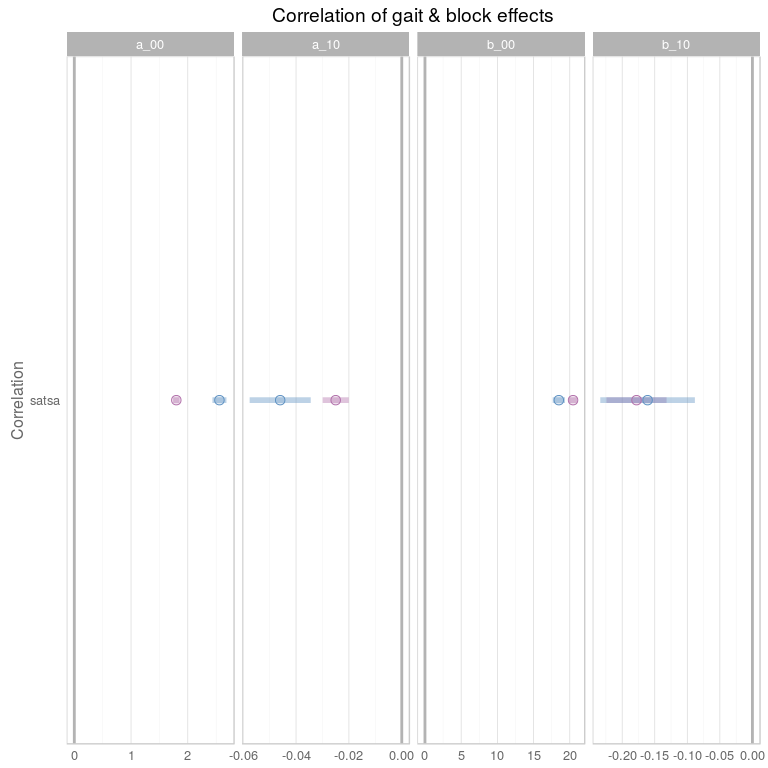 Correlation of gait & block effects
a_00 a_10 b_00 b_10
Correlation
satsa
0 1 2 -0.06 -0.04 -0.02 0.00 0 5 10 15 20 -0.20 -0.15 -0.10 -0.05 0.00